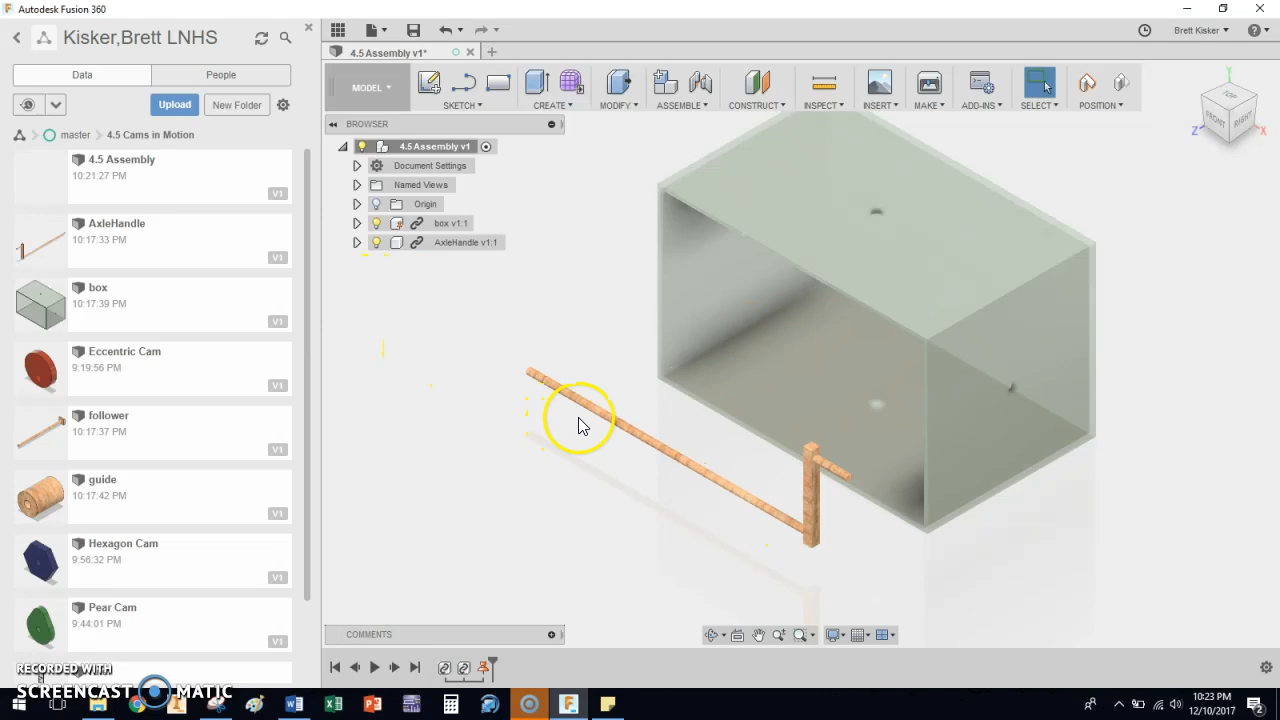 Autodesk Fusion 360
Kisker,Brett LNHS
Data
People
Upload
New Folder
master
4.5 Cams in Motion
4.5 Assembly
10:21:27 PM
V1
AxleHandle
10:17:33 PM
V1
box
10:17:39 PM
V1
Eccentric Cam
9:19:56 PM
V1
follower
10:17:37 PM
V1
guide
10:17:42 PM
V1
Hexagon Cam
9:56:32 PM
V1
Pear Cam
9:44:01 PM
V1
RECORDED WITH
SCREENCAST MATIC
4.5 Assembly v1*
Brett Kisker
MODEL
SKETCH
CREATE
MODIFY
ASSEMBLE
CONSTRUCT
INSPECT
INSERT
MAKE
ADD-INS
SELECT
POSITION
BROWSER
4.5 Assembly v1
Document Settings
Named Views
Origin
box v1:1
AxleHandle v1:1
Y
TOP
FRONT
RIGHT
Z
X
COMMENTS
10:23 PM
12/10/2017
2